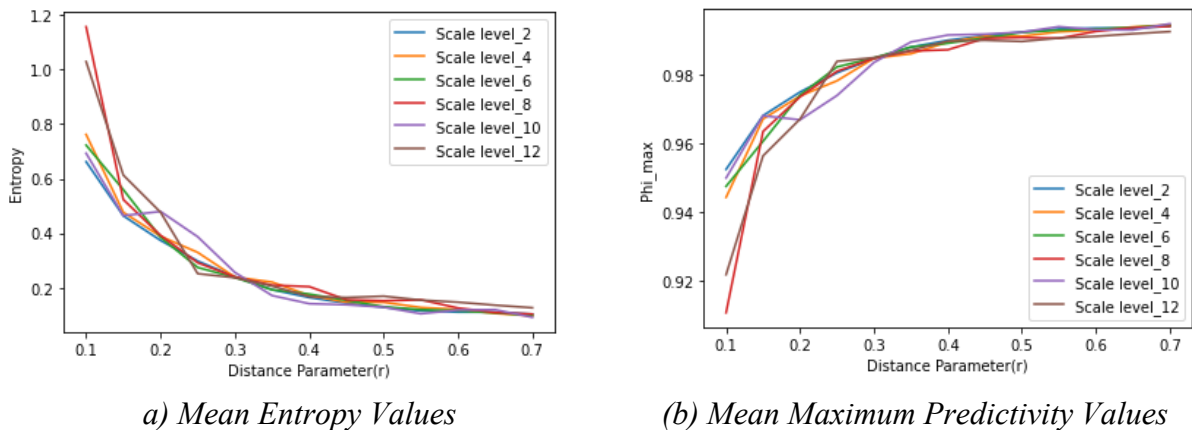 1.2
1.0
0.8
0.6
0.4
0.2
Entropy
0.1 0.2 0.3 0.4 0.5 0.6 0.7
Distance Parameter(r)
Scale level_2
Scale level_4
Scale level_6
Scale level_8
Scale level_10
Scale level_12
a) Mean Entropy Values
0.98
0.96
0.94
0.92
Phi_max
0.1 0.2 0.3 0.4 0.5 0.6 0.7
Distance Parameter(r)
Scale level_2
Scale level_4
Scale level_6
Scale level_8
Scale level_10
Scale level_12
(b) Mean Maximum Predictivity Values